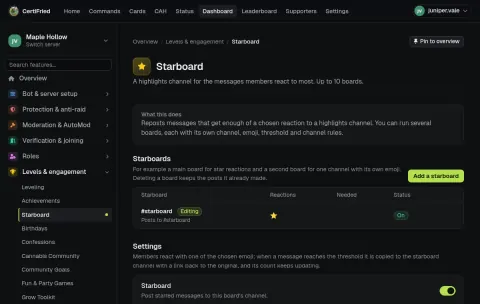 CertiFried
Home
Commands
Cards
CAH
Status
Dashboard
Leaderboard
Supporters
Settings
JV
juniper.vale
JV
Maple Hollow
Switch server
Search features...
Overview
Bot & server setup
Protection & anti-raid
Moderation & AutoMod
Verification & joining
Roles
Levels & engagement
Leveling
Achievements
Starboard
Birthdays
Confessions
Cannabis Community
Community Goals
Fun & Party Games
Grow Toolkit
Overview · Levels & engagement › Starboard
Pin to overview
Starboard
A highlights channel for the messages members react to most. Up to 10 boards.
What this does
Reposts messages that get enough of a chosen reaction to a highlights channel. You can run several
boards, each with its own channel, emoji, threshold and channel rules.
Starboards
For example a main board for star reactions and a second board for one channel with its own emoji.
Deleting a board keeps the posts it already made.
Add a starboard
Starboard
Reactions
Needed
Status
#starboard
Editing
Posts to #starboard
On
Settings
Members react with one of the chosen emoji; when a message reaches the threshold it is copied to the starboard
channel with a link back to the original, and its count keeps updating.
Starboard
Post starred messages to this board's channel.